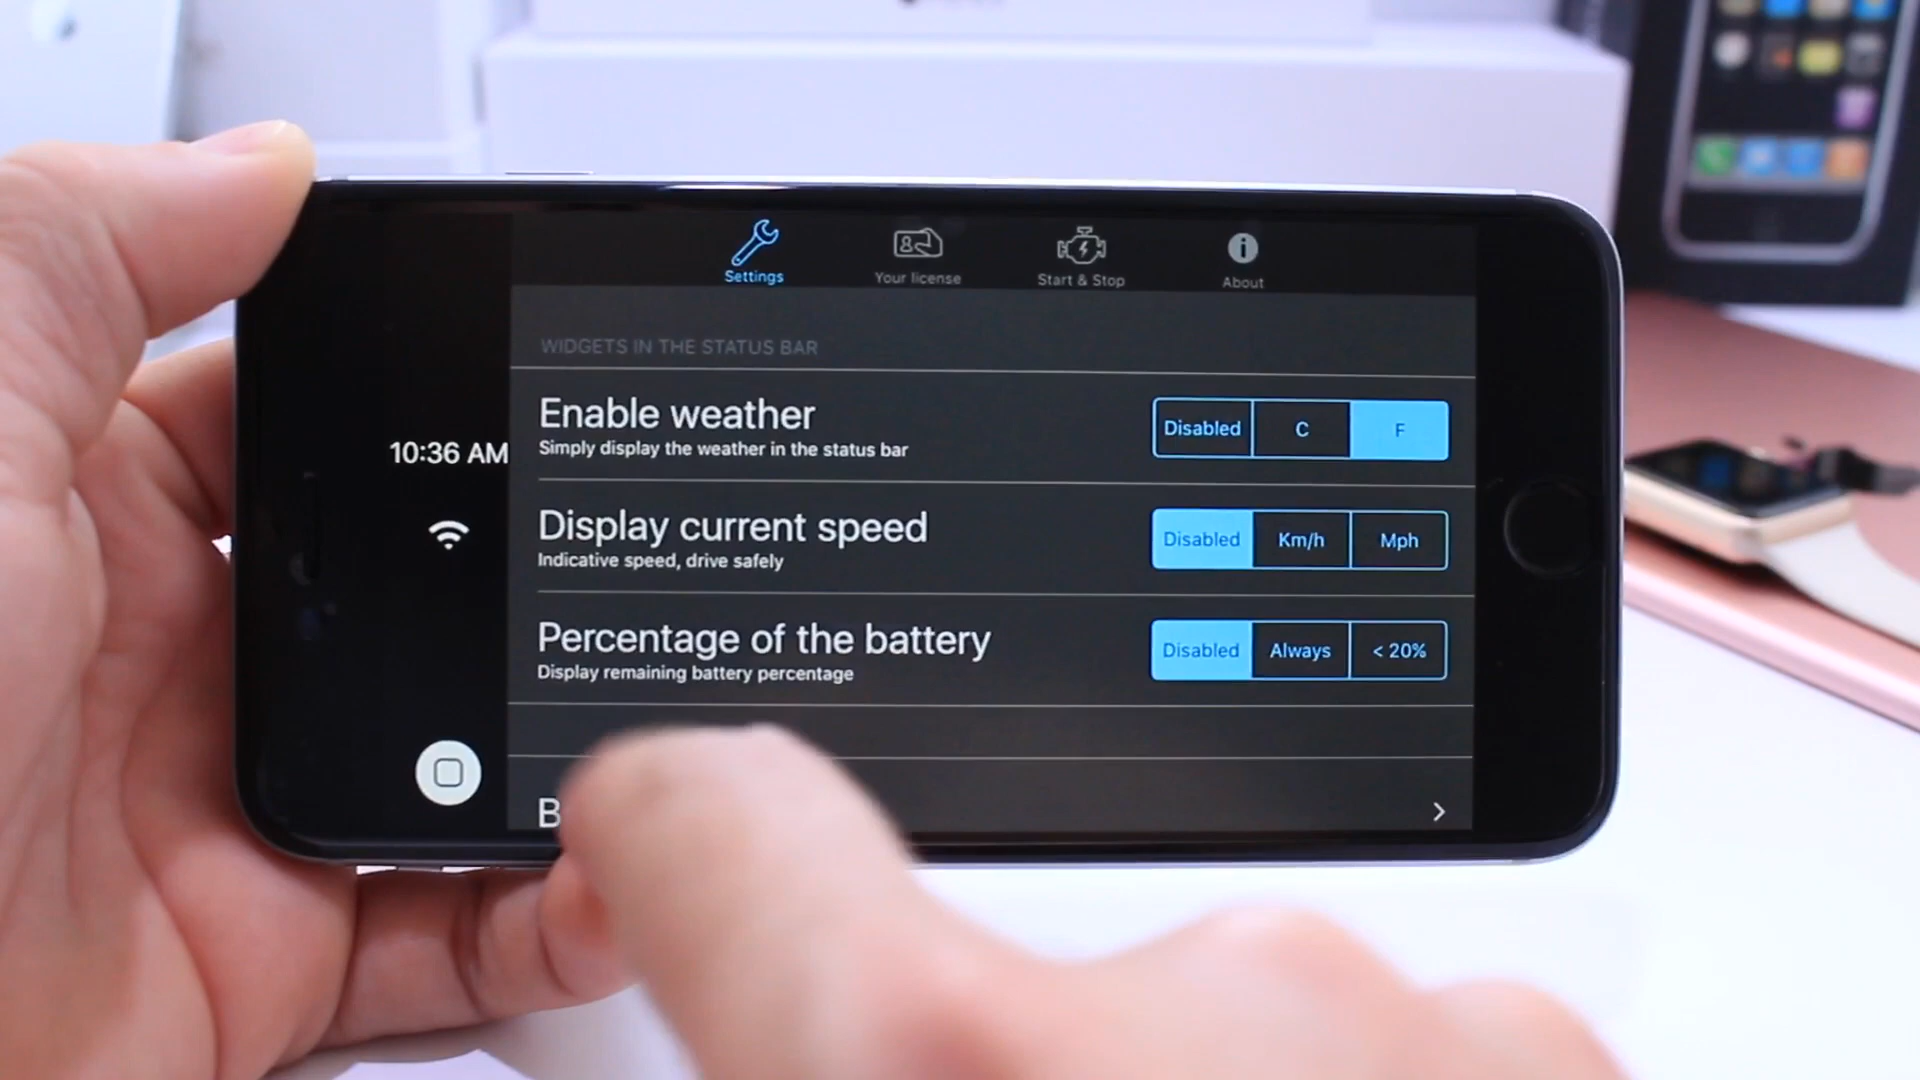 Settings
Your license
Start & Stop
About
WIDGETS IN THE STATUS BAR
Enable weather
Simply display the weather in the status bar
Disabled
C
F
10:36 AM
Display current speed
Indicative speed, drive safely
Disabled
Km/h
Mph
Percentage of the battery
Display remaining battery percentage
Disabled
Always
< 20%